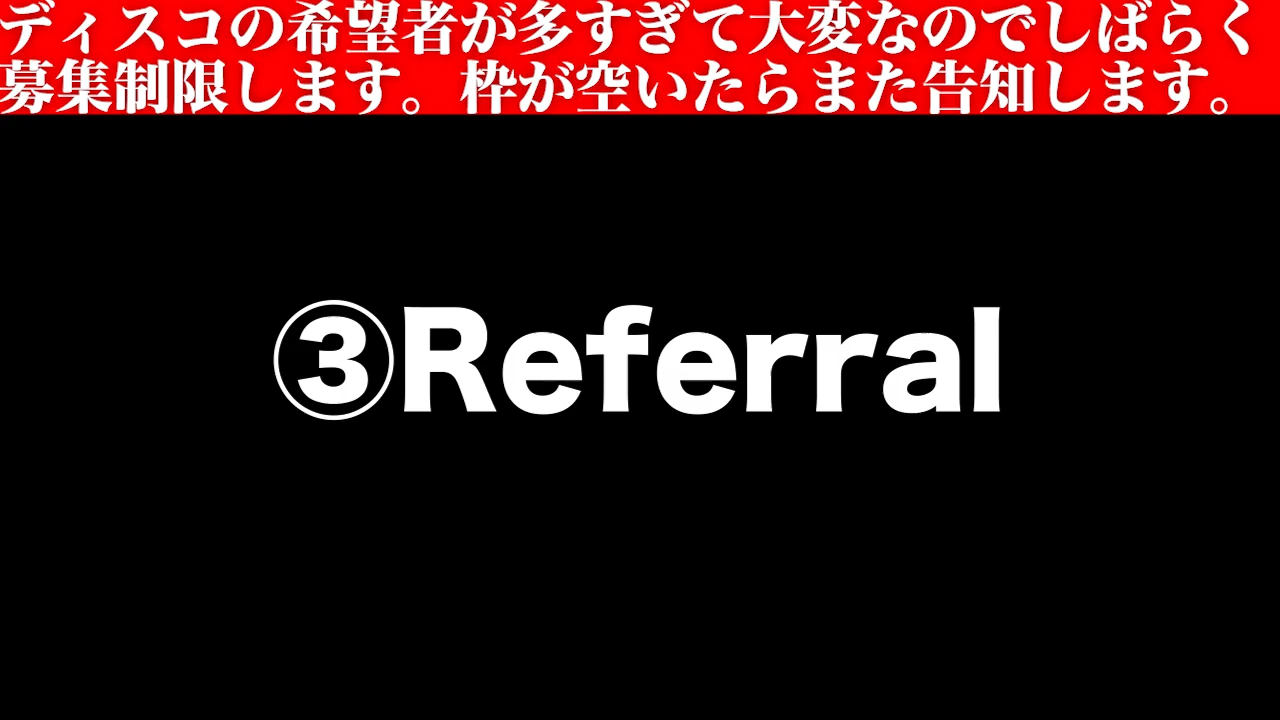 ディスコの希望者が多すぎて大変なのでしばらく
募集制限します。枠が空いたらまた告知します。
③Referral